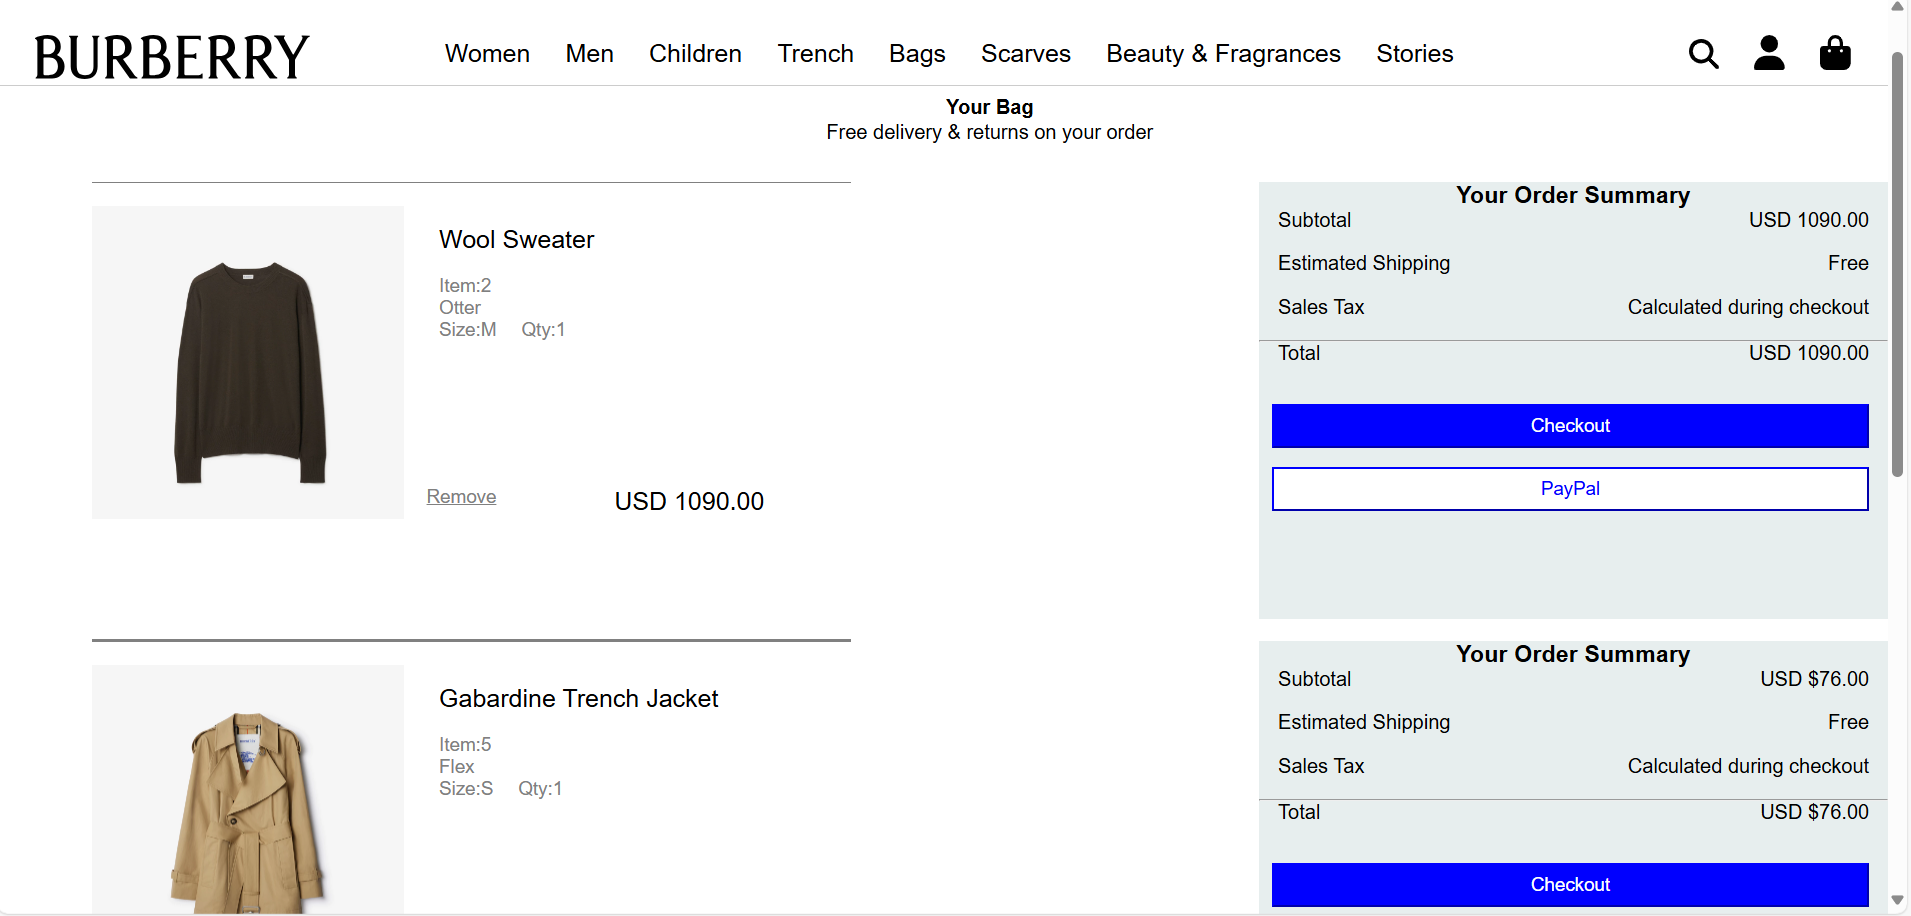 BURBERRY
Women Men Children Trench Bags Scarves Beauty & Fragrances Stories
Your Bag
Free delivery & returns on your order
Wool Sweater
Item:2
Otter
Size:M Qty:1
Remove USD 1090.00
Your Order Summary
Subtotal USD 1090.00
Estimated Shipping Free
Sales Tax Calculated during checkout
Total USD 1090.00
Checkout
PayPal
Gabardine Trench Jacket
Item:5
Flex
Size:S Qty:1
Your Order Summary
Subtotal USD $76.00
Estimated Shipping Free
Sales Tax Calculated during checkout
Total USD $76.00
Checkout